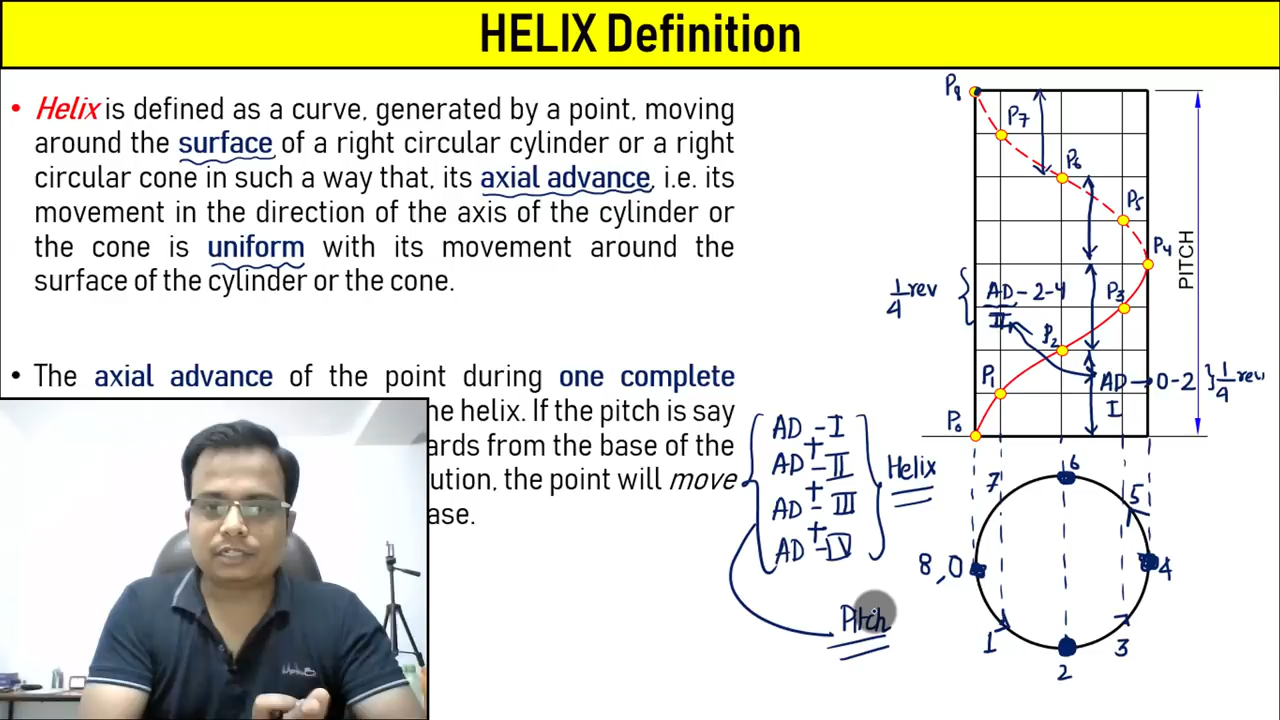 HELIX Definition
• Helix is defined as a curve, generated by a point, moving
around the surface of a right circular cylinder or a right
circular cone in such a way that, its axial advance, i.e. its
movement in the direction of the axis of the cylinder or
the cone is uniform with its movement around the
surface of the cylinder or the cone.
• The axial advance of the point during one complete
he helix. If the pitch is say
ards from the base of the
ution, the point will move
ase.
AD - I
+
AD - II
+
AD - III
+
AD - IV
Helix
Pitch
P8
P7
P6
P5
P4
P3
P2
P1
P0
PITCH
1/4 rev
AD - 2-4
II
AD → 0-2
I
1/4 rev
6
7
5
8,0
4
1
3
2